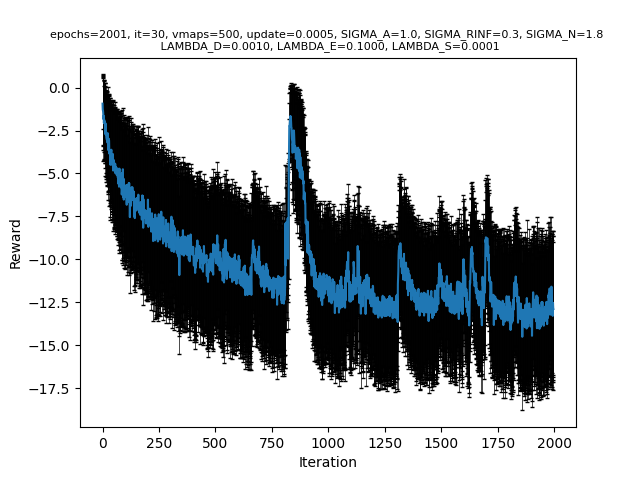 epochs=2001, it=30, vmaps=500, update=0.0005, SIGMA_A=1.0, SIGMA_RINF=0.3, SIGMA_N=1.8
LAMBDA_D=0.0010, LAMBDA_E=0.1000, LAMBDA_S=0.0001
0.0
−2.5
−5.0
−7.5
−10.0
−12.5
−15.0
−17.5
Reward
0 250 500 750 1000 1250 1500 1750 2000
Iteration